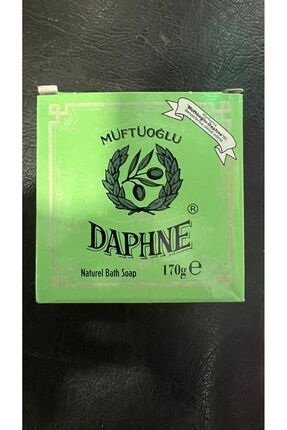 MÜFTÜOĞLU
DAPHNE
®
Naturel Bath Soap 170g ℮